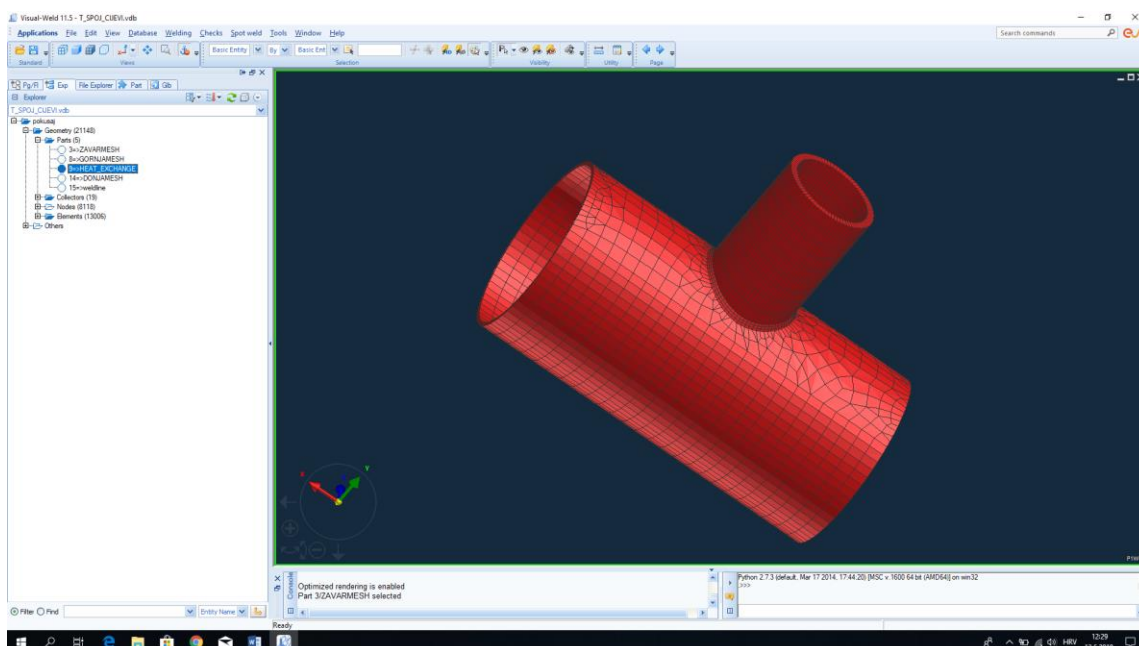 Visual-Weld 11.5 - T_SPOJ_CIJEVI.vdb
Applications File Edit View Database Welding Checks Spot weld Tools Window Help
Search commands
Basic Entity By Basic Ent
Standard Views Selection Visibility Utility Page
Pg/R Exp File Explorer Part Glb
Explorer
T_SPOJ_CIJEVI.vdb
pokusaj
Geometry (21148)
Parts (5)
3=>ZAVARMESH
8=>GORNJAMESH
9=>HEAT_EXCHANGE
14=>DONJAMESH
15=>weldline
Collectors (19)
Nodes (8118)
Elements (13006)
Others
x
Y
P1W
Console
Optimized rendering is enabled
Part 3/ZAVARMESH selected
Python 2.7.3 (default, Mar 17 2014, 17:44:20) [MSC v.1600 64 bit (AMD64)] on win32
>>>
Filter Find Entity Name
Ready
HRV
12:29